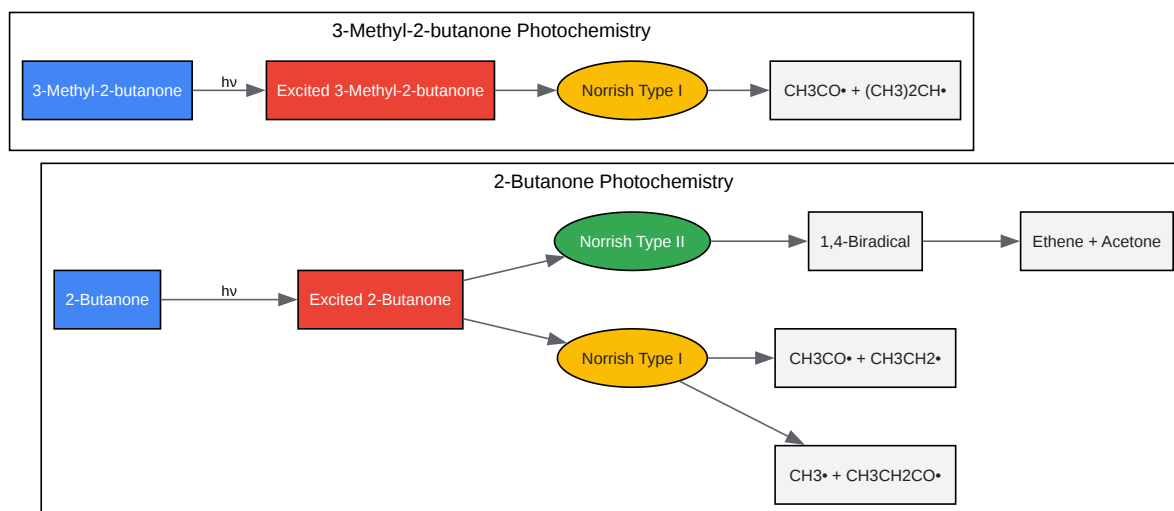 3-Methyl-2-butanone Photochemistry
3-Methyl-2-butanone
hν
Excited 3-Methyl-2-butanone
Norrish Type I
CH3CO• + (CH3)2CH•
2-Butanone Photochemistry
Norrish Type II
1,4-Biradical
Ethene + Acetone
2-Butanone
hν
Excited 2-Butanone
Norrish Type I
CH3CO• + CH3CH2•
CH3• + CH3CH2CO•